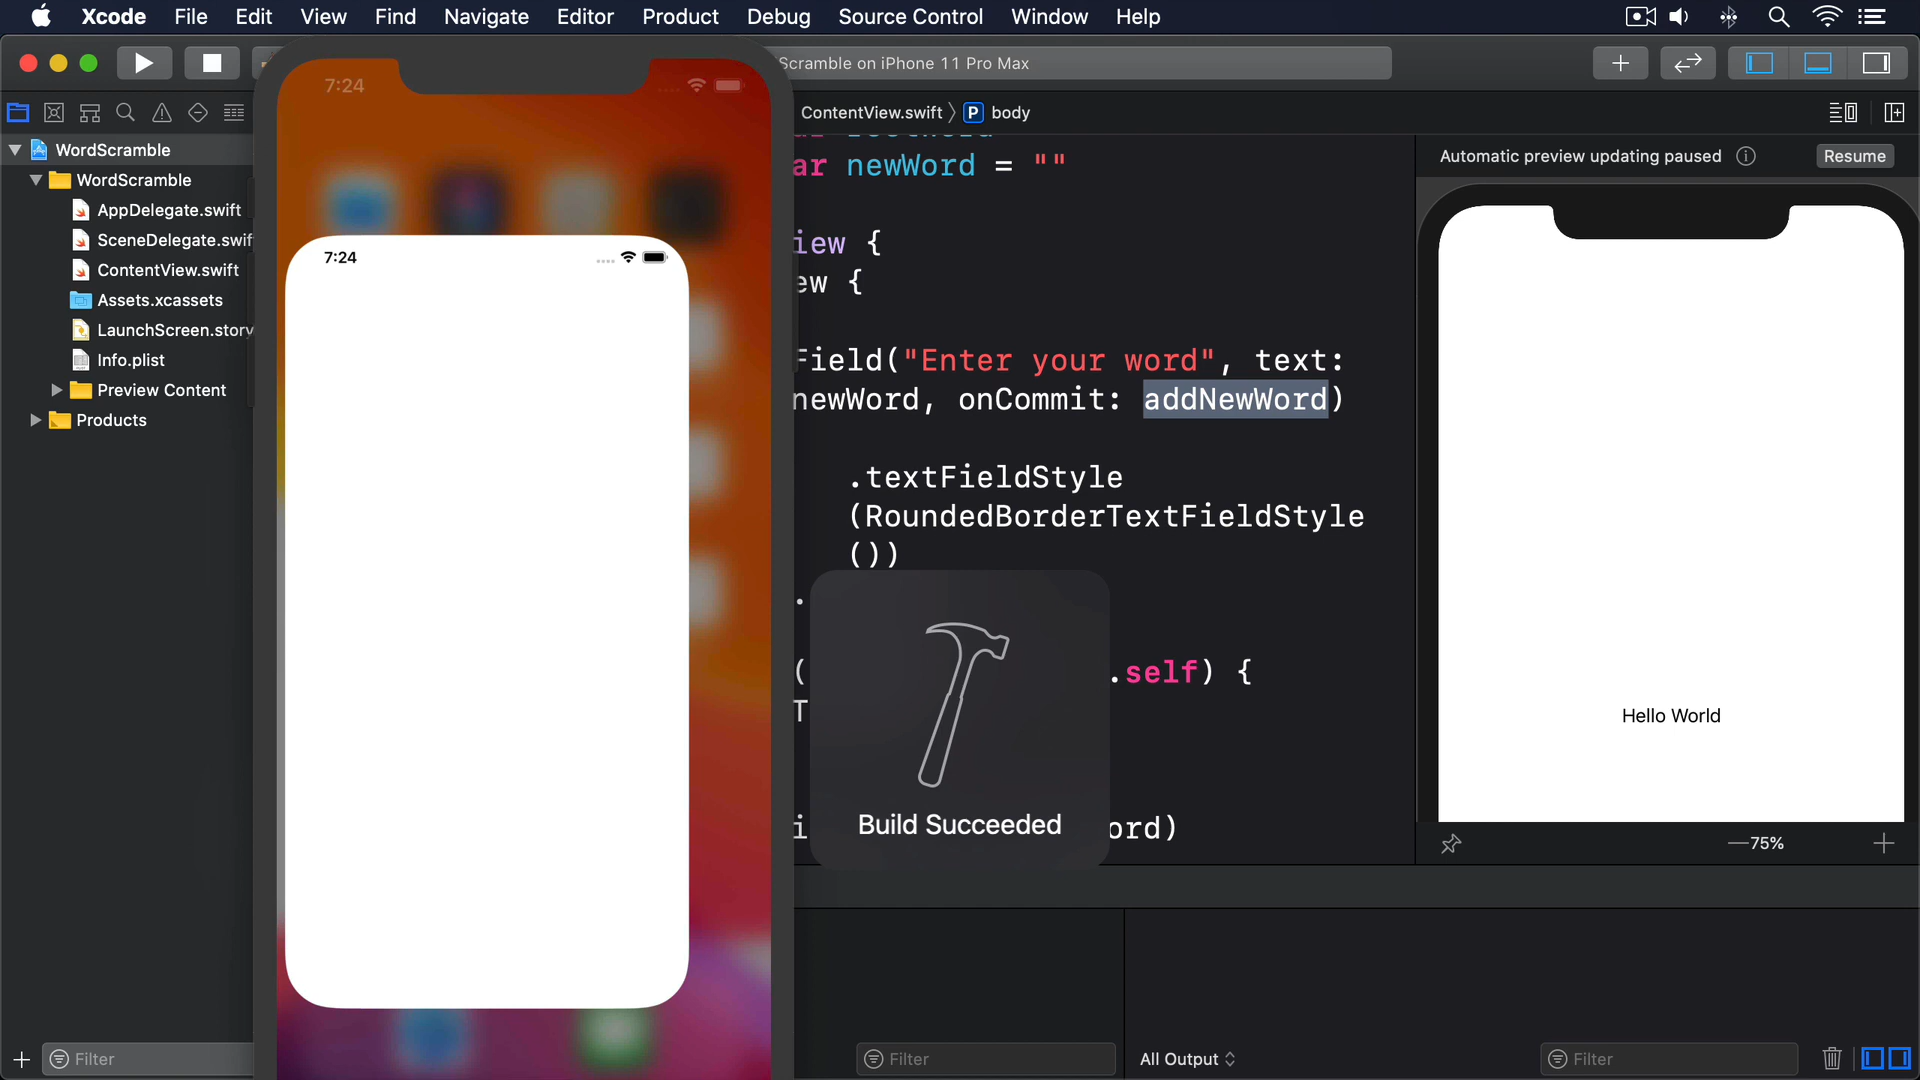 Xcode File Edit View Find Navigate Editor Product Debug Source Control Window Help
Scramble on iPhone 11 Pro Max
7:24
ContentView.swift P body
WordScramble
WordScramble
AppDelegate.swift
SceneDelegate.swif
ContentView.swift
Assets.xcassets
LaunchScreen.story
Info.plist
Preview Content
Products
Filter
7:24
ar newWord = ""
iew {
ew {
Field("Enter your word", text:
newWord, onCommit: addNewWord)
.textFieldStyle
(RoundedBorderTextFieldStyle
())
.
( .self) {
T
i ord)
Build Succeeded
Automatic preview updating paused Resume
Hello World
75%
Filter
All Output
Filter